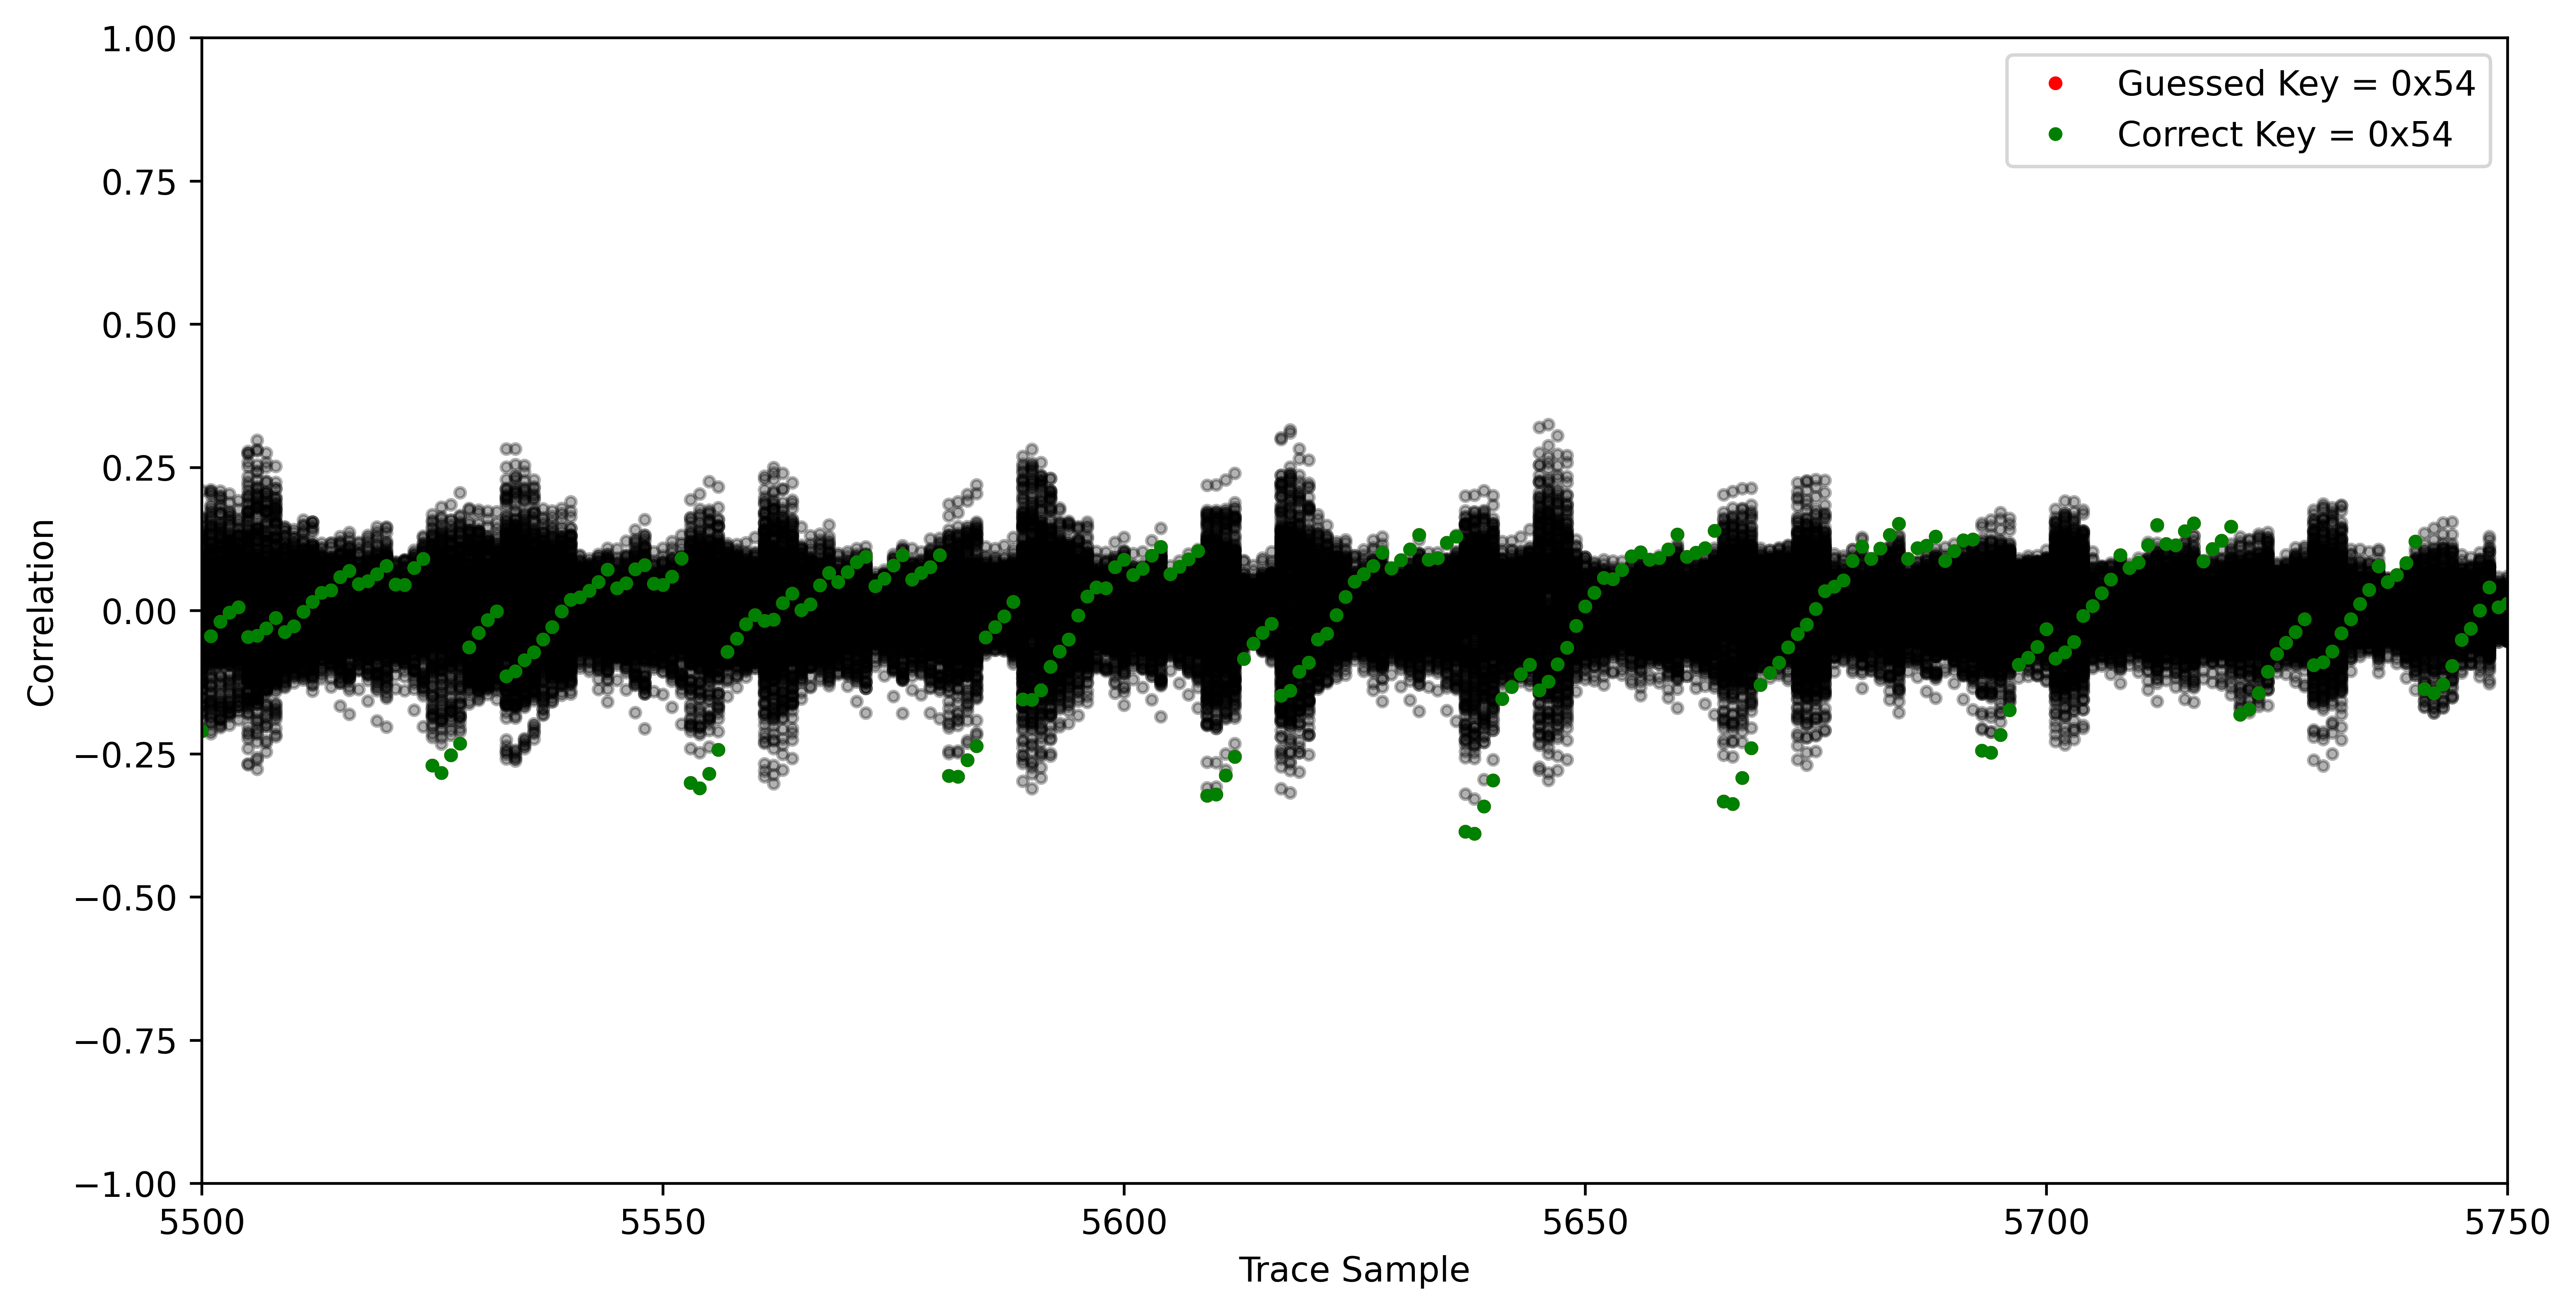 1.00
0.75
0.50
0.25
0.00
−0.25
−0.50
−0.75
−1.00
Correlation
Guessed Key = 0x54
Correct Key = 0x54
5500 5550 5600 5650 5700 5750
Trace Sample